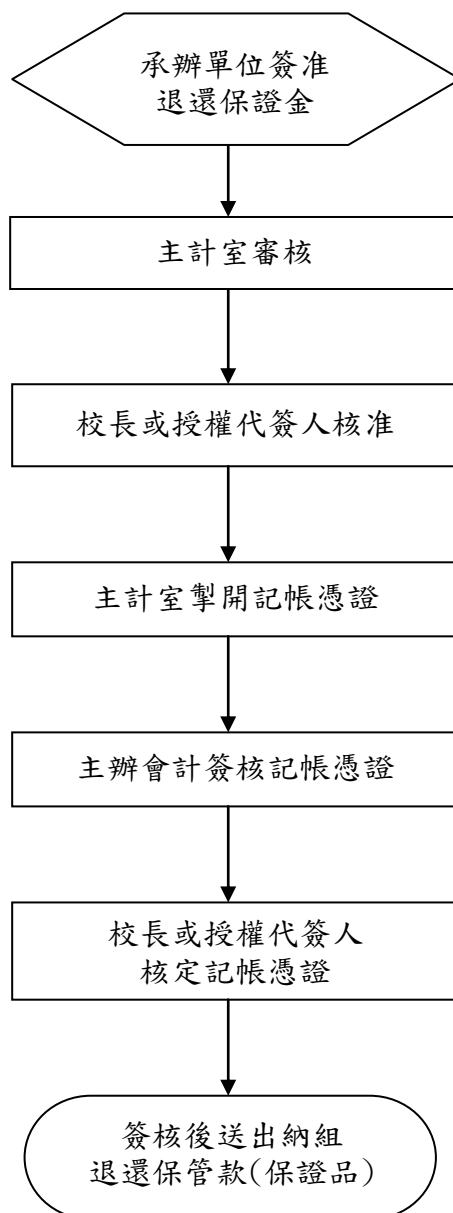 承辦單位簽准
退還保證金
主計室審核
校長或授權代簽人核准
主計室掣開記帳憑證
主辦會計簽核記帳憑證
校長或授權代簽人
核定記帳憑證
簽核後送出納組
退還保管款(保證品)